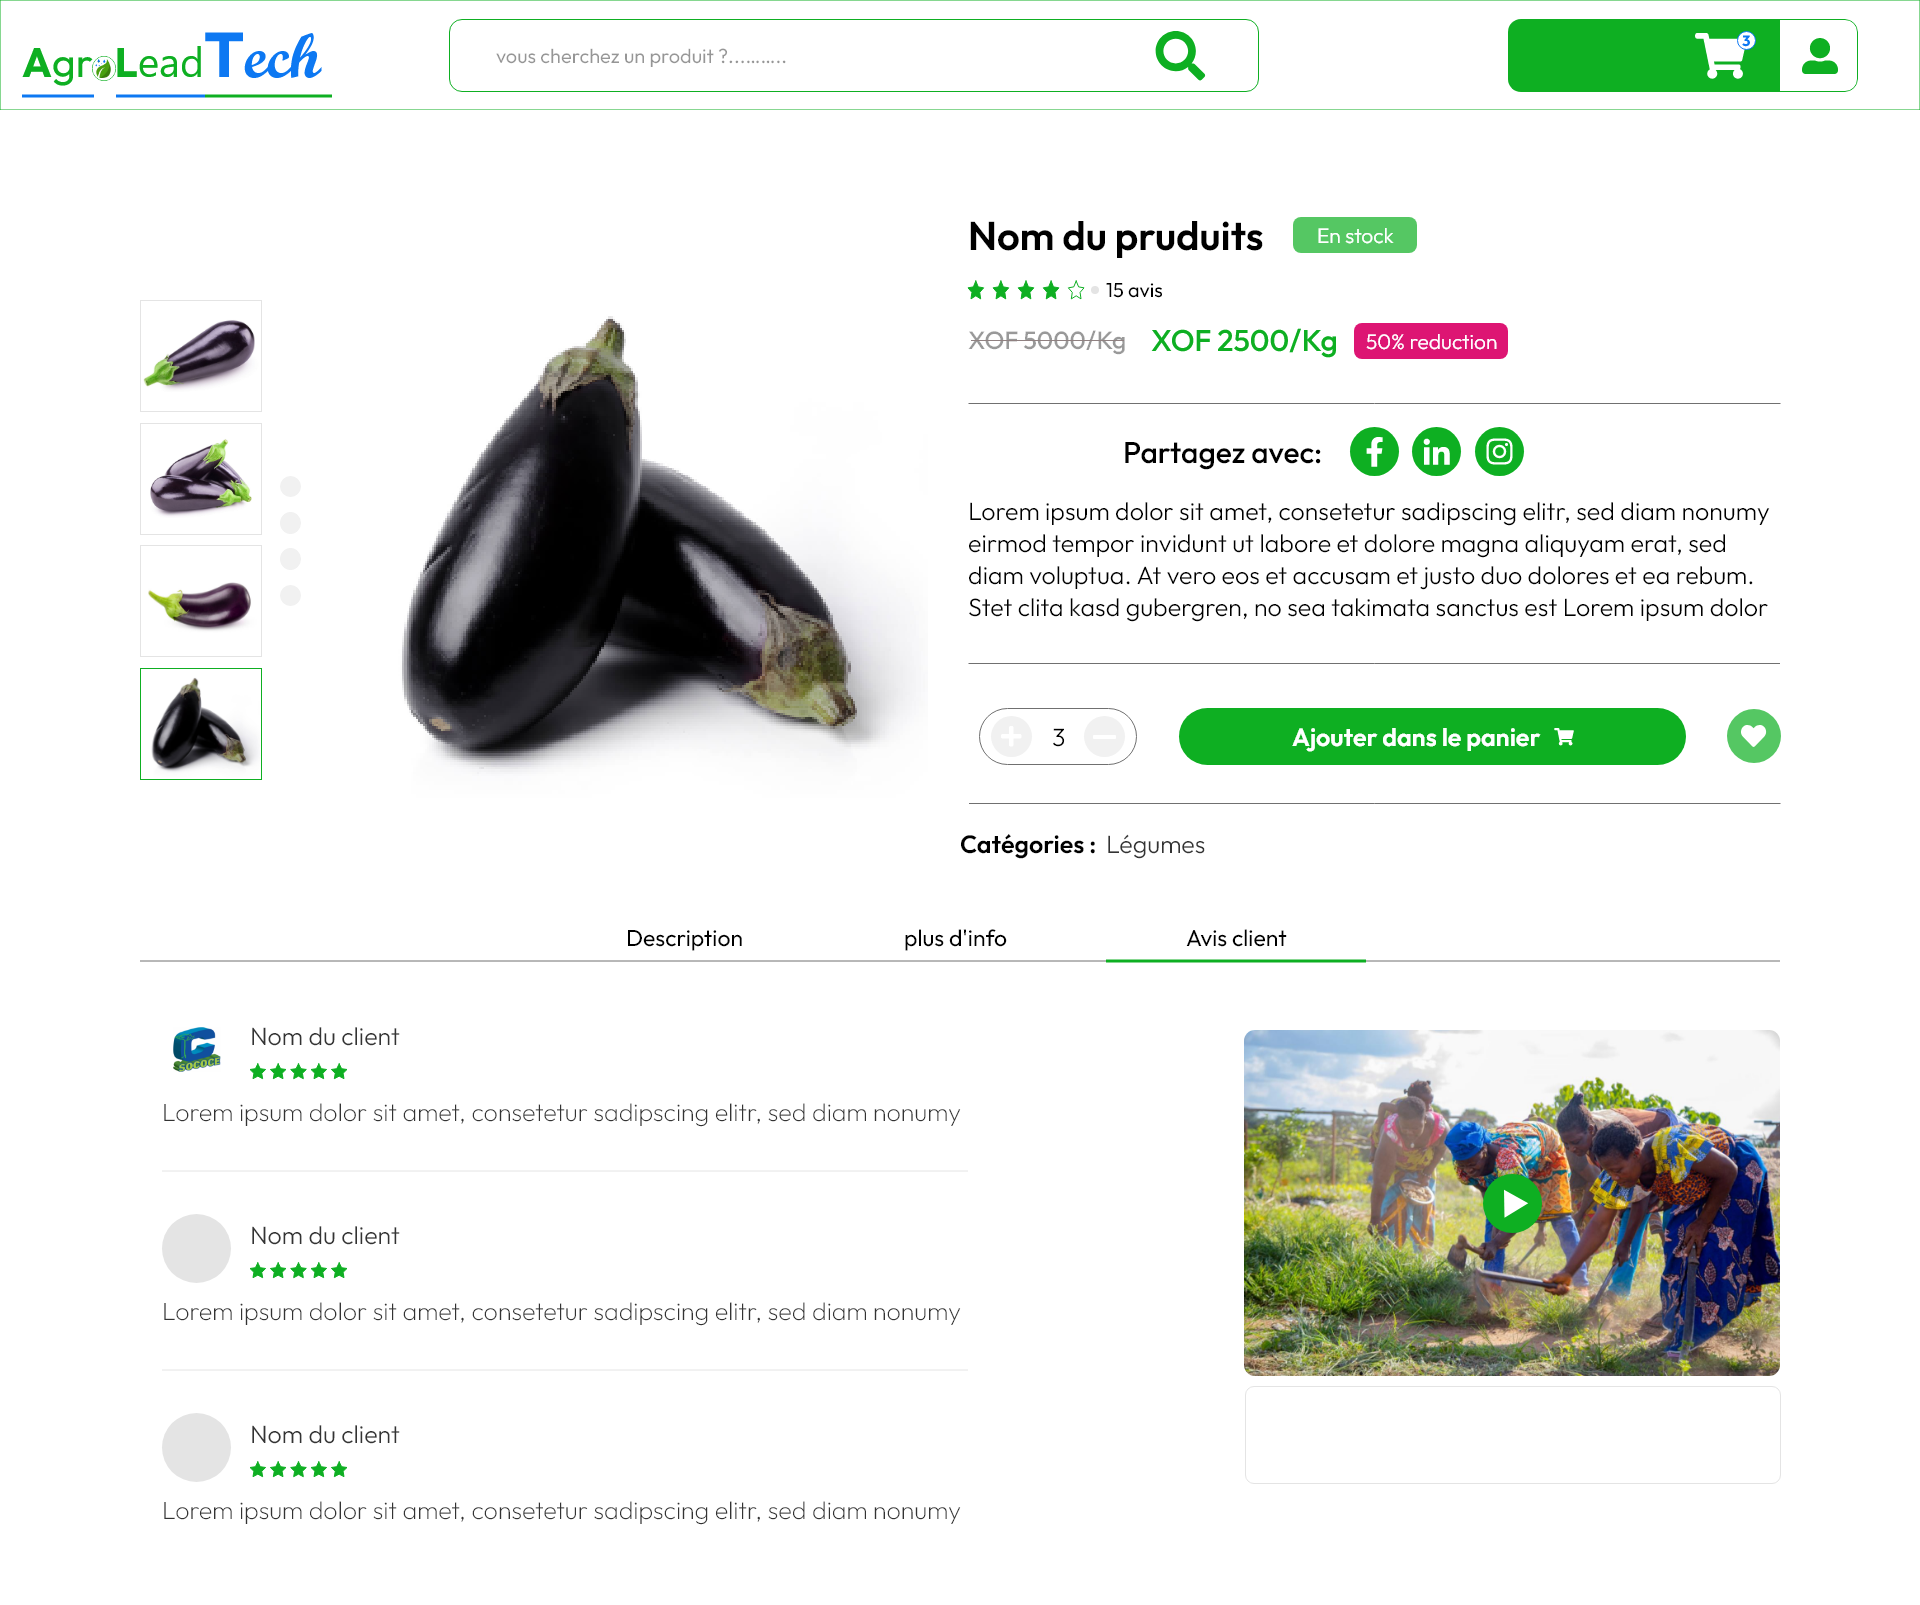 AgroLead Tech
vous cherchez un produit ?...........
3
Nom du pruduits
En stock
15 avis
XOF 5000/Kg XOF 2500/Kg 50% reduction
Partagez avec:
Lorem ipsum dolor sit amet, consetetur sadipscing elitr, sed diam nonumy
eirmod tempor invidunt ut labore et dolore magna aliquyam erat, sed
diam voluptua. At vero eos et accusam et justo duo dolores et ea rebum.
Stet clita kasd gubergren, no sea takimata sanctus est Lorem ipsum dolor
3
Ajouter dans le panier
Catégories : Légumes
Description plus d'info Avis client
SOCOCE
Nom du client
Lorem ipsum dolor sit amet, consetetur sadipscing elitr, sed diam nonumy
Nom du client
Lorem ipsum dolor sit amet, consetetur sadipscing elitr, sed diam nonumy
Nom du client
Lorem ipsum dolor sit amet, consetetur sadipscing elitr, sed diam nonumy